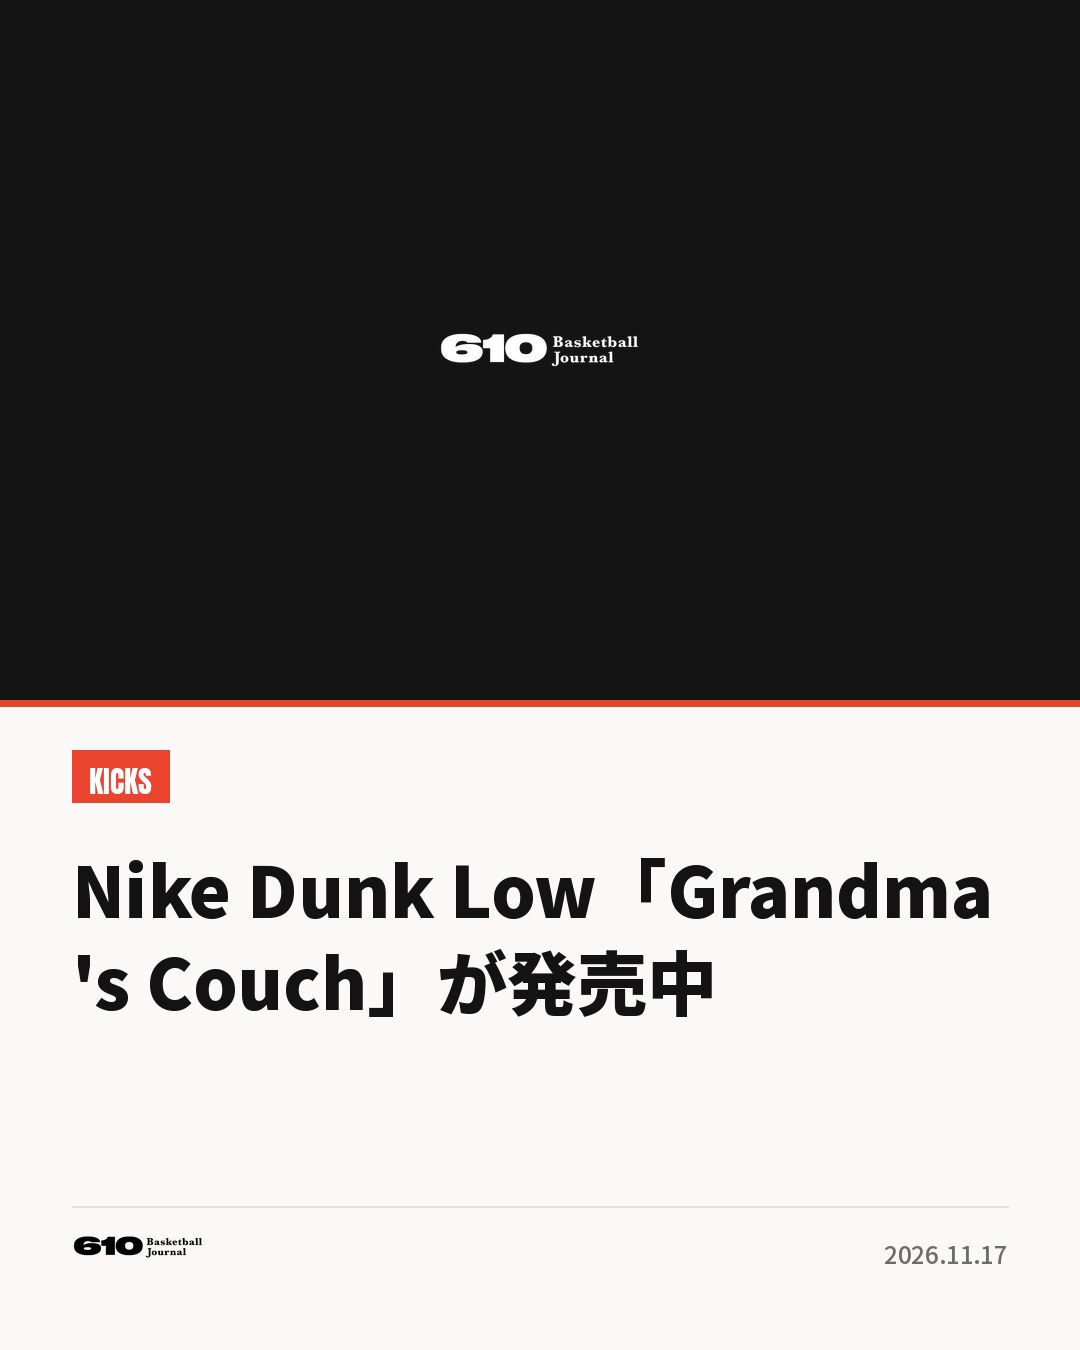 610 Basketball
Journal
KICKS
Nike Dunk Low「Grandma
's Couch」が発売中
610 Basketball
Journal
2026.11.17